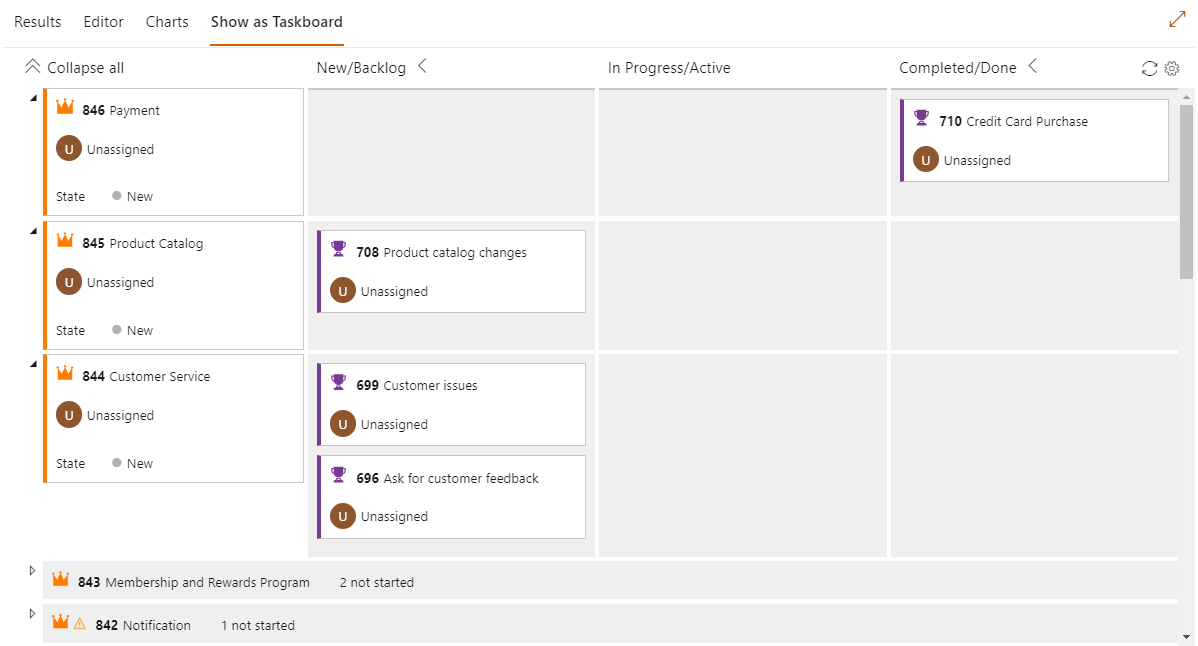 Results Editor Charts Show as Taskboard
Collapse all New/Backlog In Progress/Active Completed/Done
846 Payment
U Unassigned
State New
710 Credit Card Purchase
U Unassigned
845 Product Catalog
U Unassigned
State New
708 Product catalog changes
U Unassigned
844 Customer Service
U Unassigned
State New
699 Customer issues
U Unassigned
696 Ask for customer feedback
U Unassigned
843 Membership and Rewards Program 2 not started
842 Notification 1 not started